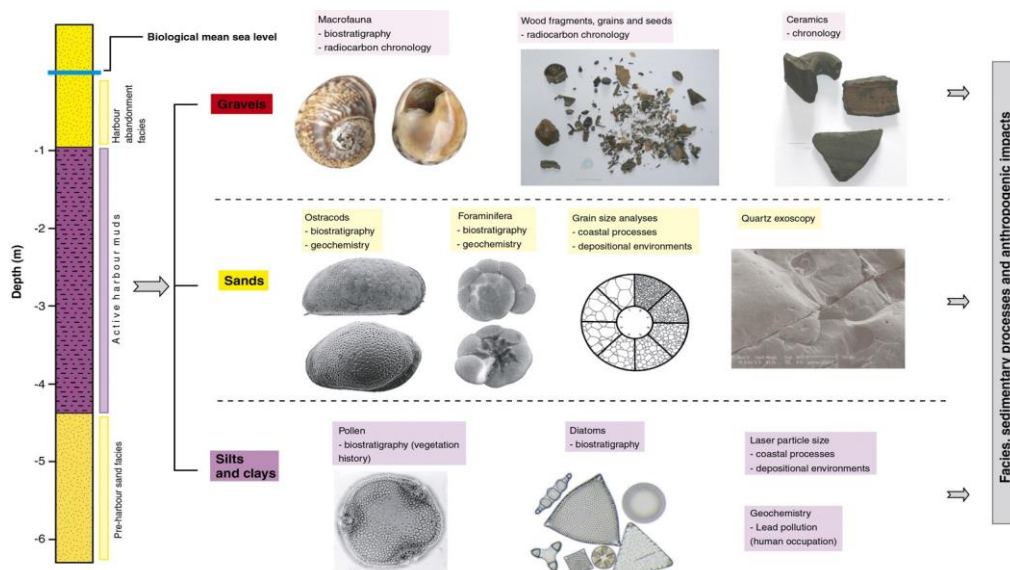 Biological mean sea level
Depth (m)
-1
-2
-3
-4
-5
-6
Harbour
abandonment
facies
Active harbour muds
Pre-harbour sand facies
Gravels
Macrofauna
- biostratigraphy
- radiocarbon chronology
Wood fragments, grains and seeds
- radiocarbon chronology
Ceramics
- chronology
Sands
Ostracods
- biostratigraphy
- geochemistry
Foraminifera
- biostratigraphy
- geochemistry
Grain size analyses
- coastal processes
- depositional environments
Quartz exoscopy
Silts
and clays
Pollen
- biostratigraphy (vegetation
history)
Diatoms
- biostratigraphy
Laser particle size
- coastal processes
- depositional environments
Geochemistry
- Lead pollution
(human occupation)
Facies, sedimentary processes and anthropogenic impacts